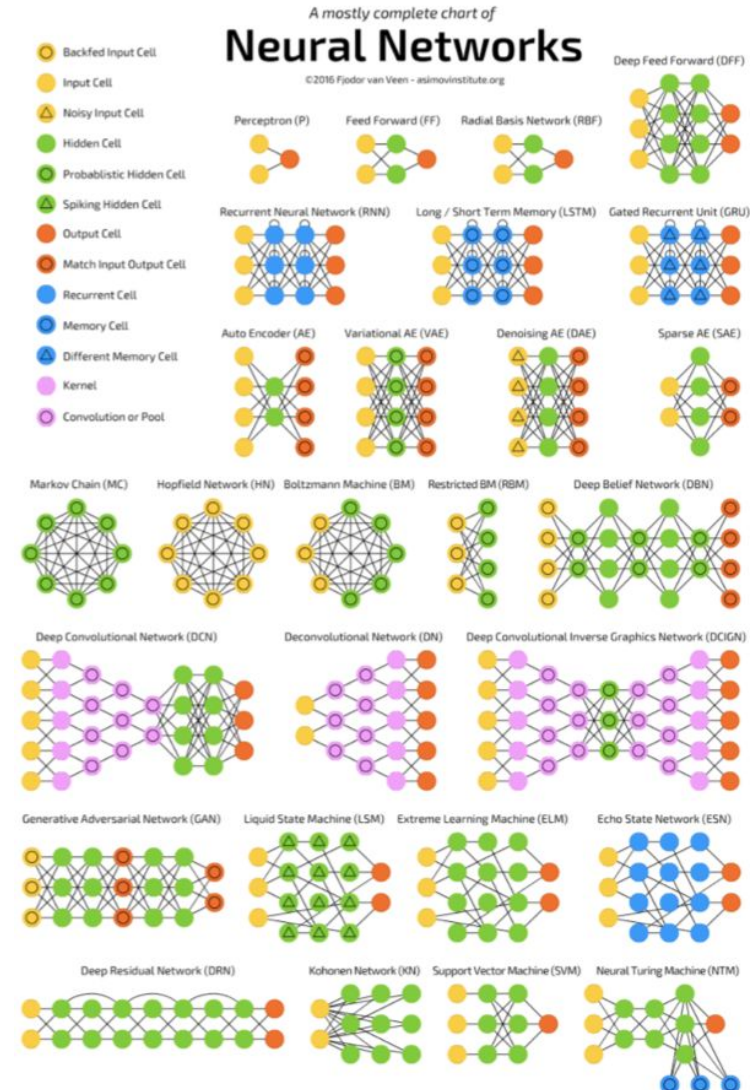 A mostly complete chart of
Neural Networks
©2016 Fjodor van Veen - asimovinstitute.org
Backfed Input Cell
Input Cell
Noisy Input Cell
Hidden Cell
Probablistic Hidden Cell
Spiking Hidden Cell
Output Cell
Match Input Output Cell
Recurrent Cell
Memory Cell
Different Memory Cell
Kernel
Convolution or Pool
Deep Feed Forward (DFF)
Perceptron (P)
Feed Forward (FF)
Radial Basis Network (RBF)
Recurrent Neural Network (RNN)
Long / Short Term Memory (LSTM)
Gated Recurrent Unit (GRU)
Auto Encoder (AE)
Variational AE (VAE)
Denoising AE (DAE)
Sparse AE (SAE)
Markov Chain (MC)
Hopfield Network (HN)
Boltzmann Machine (BM)
Restricted BM (RBM)
Deep Belief Network (DBN)
Deep Convolutional Network (DCN)
Deconvolutional Network (DN)
Deep Convolutional Inverse Graphics Network (DCIGN)
Generative Adversarial Network (GAN)
Liquid State Machine (LSM)
Extreme Learning Machine (ELM)
Echo State Network (ESN)
Deep Residual Network (DRN)
Kohonen Network (KN)
Support Vector Machine (SVM)
Neural Turing Machine (NTM)